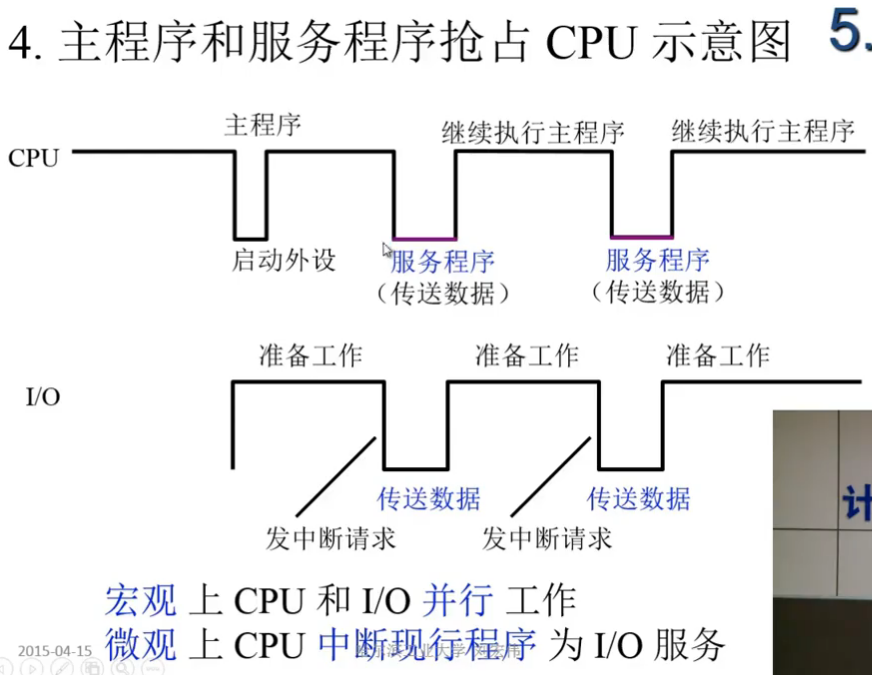 4. 主程序和服务程序抢占 CPU 示意图
5.
主程序
继续执行主程序
继续执行主程序
CPU
启动外设
服务程序
服务程序
（传送数据）
（传送数据）
准备工作
准备工作
准备工作
I/O
传送数据
传送数据
计
发中断请求
发中断请求
宏观 上 CPU 和 I/O 并行 工作
微观 上 CPU 中断现行程序 为 I/O 服务
2015-04-15